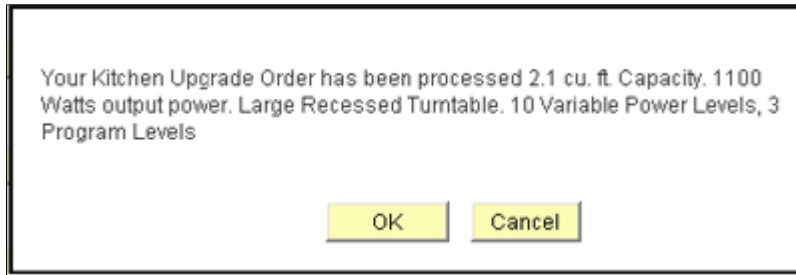 Your Kitchen Upgrade Order has been processed 2.1 cu. ft. Capacity. 1100
Watts output power. Large Recessed Turntable. 10 Variable Power Levels, 3
Program Levels
OK
Cancel